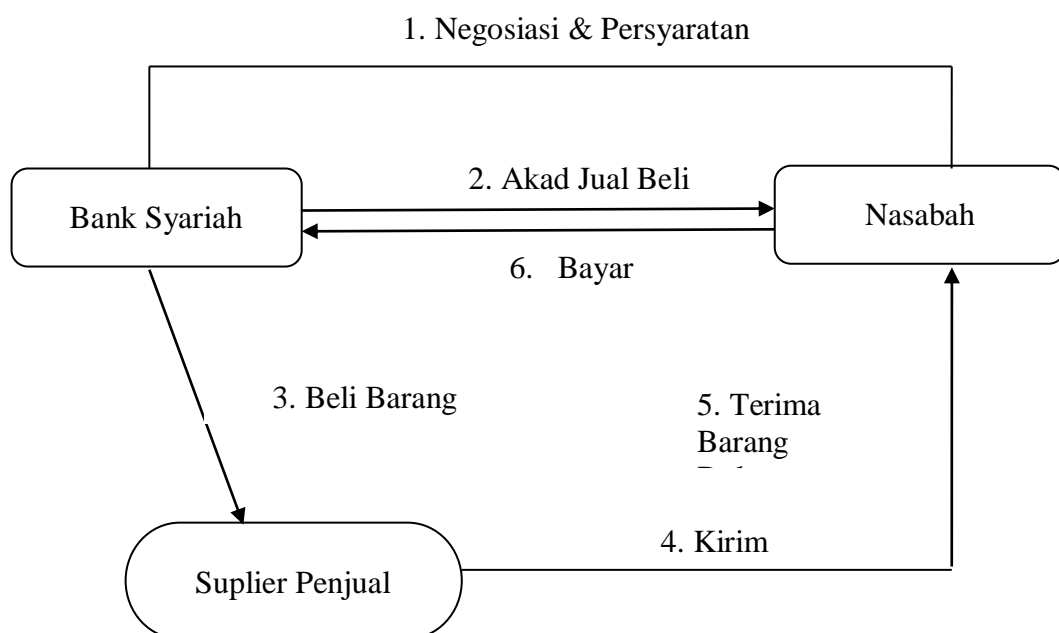 1. Negosiasi & Persyaratan
2. Akad Jual Beli
Bank Syariah
Nasabah
6. Bayar
3. Beli Barang
5. Terima
Barang
4. Kirim
Suplier Penjual